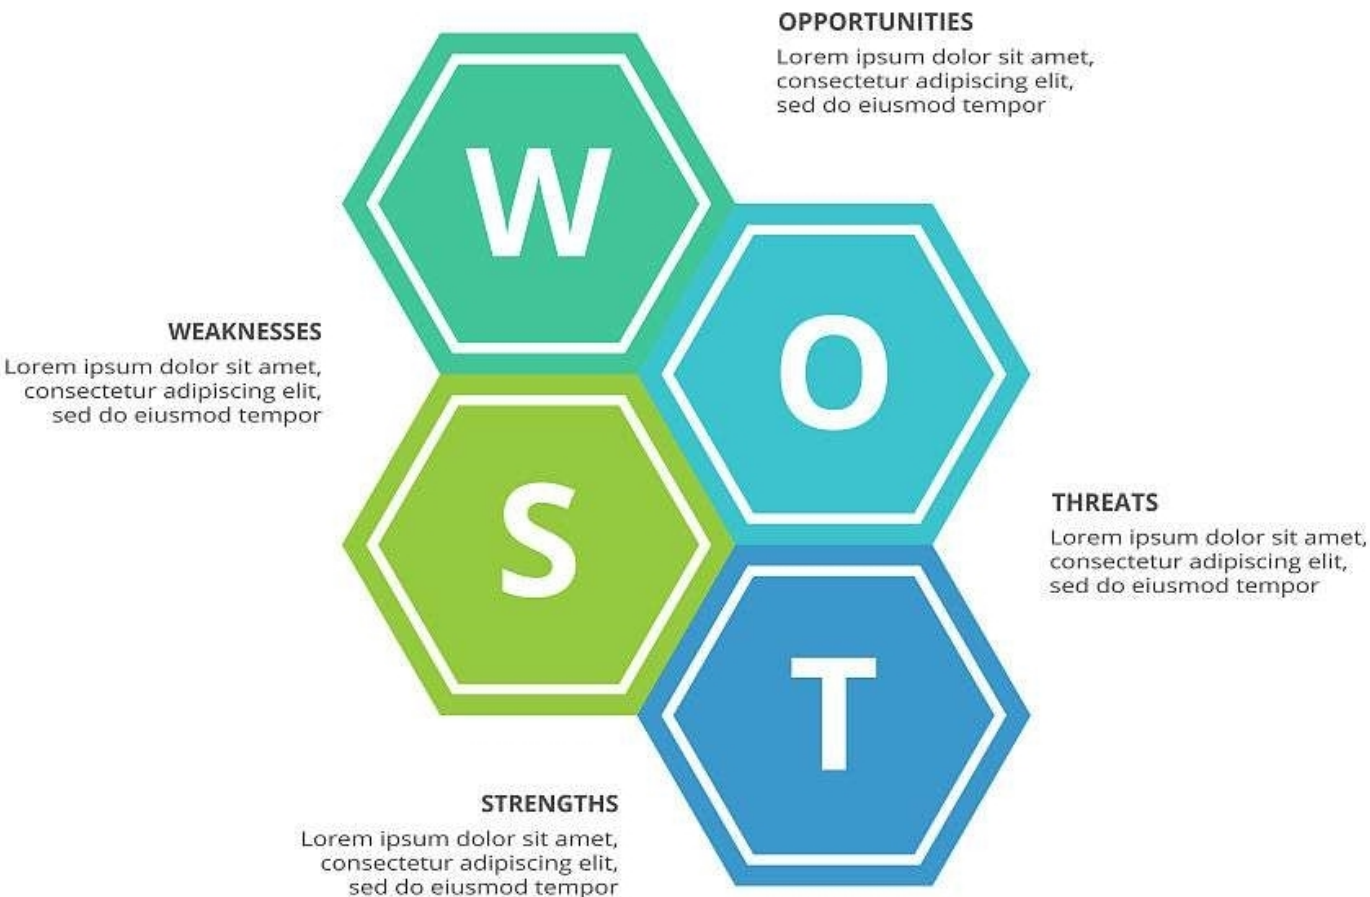 OPPORTUNITIES
Lorem ipsum dolor sit amet,
consectetur adipiscing elit,
sed do eiusmod tempor
W
O
WEAKNESSES
Lorem ipsum dolor sit amet,
consectetur adipiscing elit,
sed do eiusmod tempor
S
THREATS
Lorem ipsum dolor sit amet,
consectetur adipiscing elit,
sed do eiusmod tempor
T
STRENGTHS
Lorem ipsum dolor sit amet,
consectetur adipiscing elit,
sed do eiusmod tempor